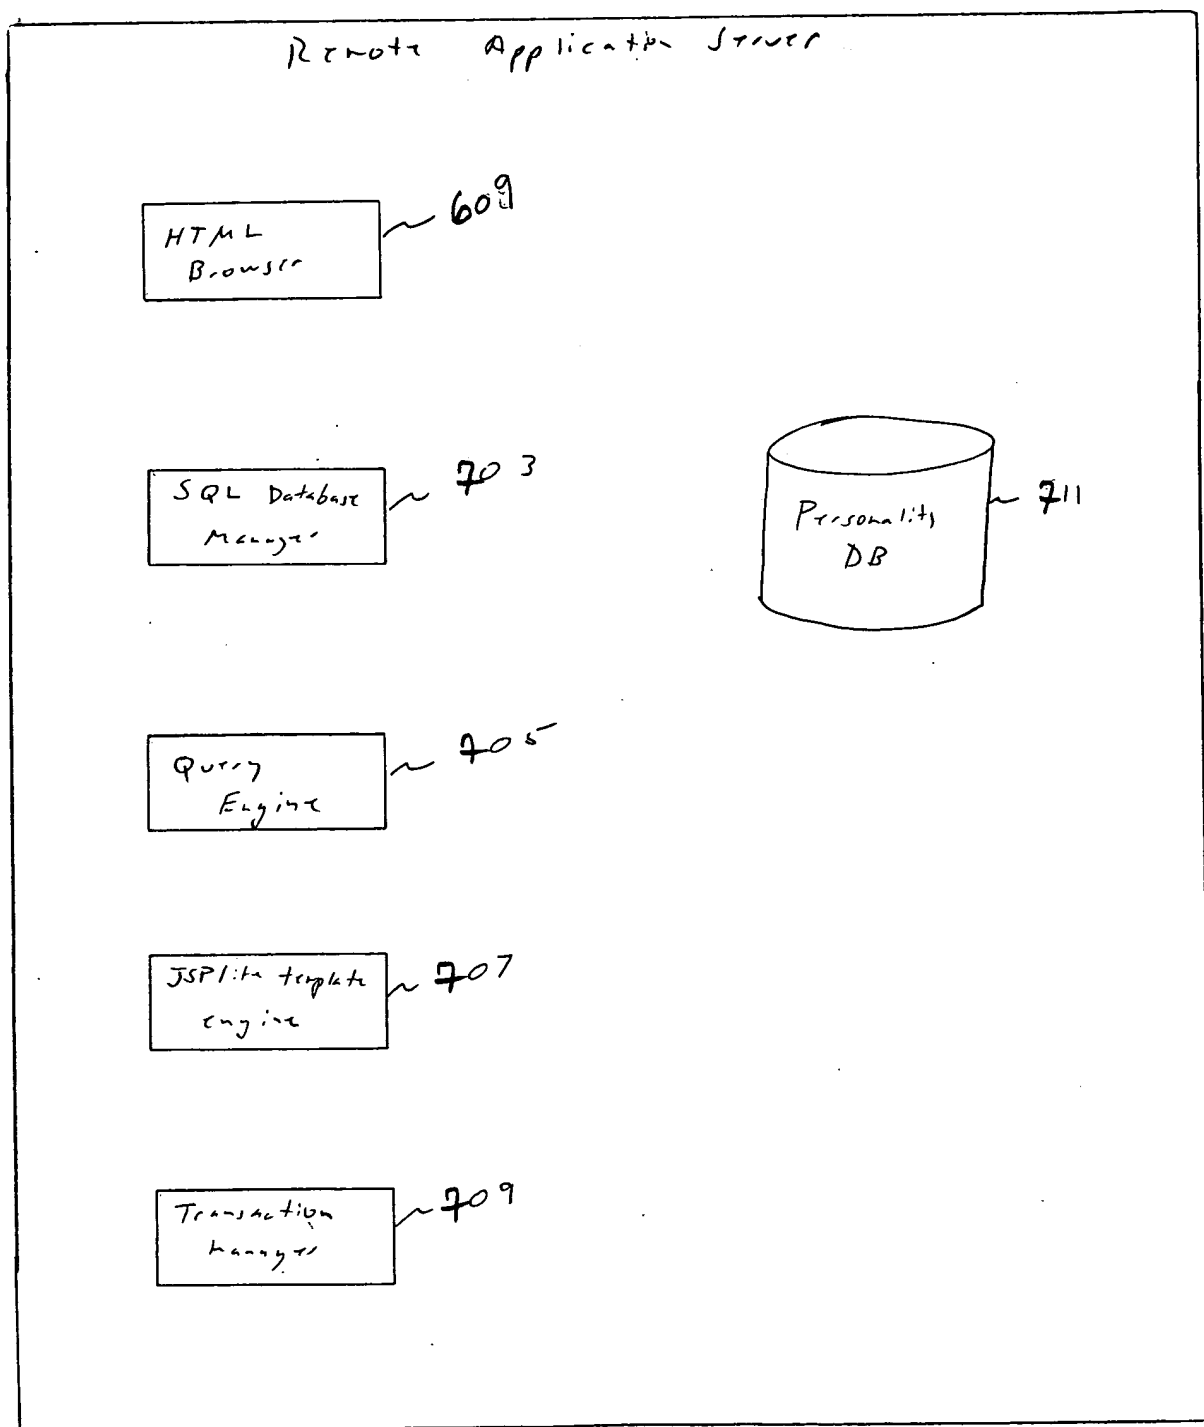 Remote Application Server
HTML
Browser
609
SQL Database
Manager
703
Personality
DB
711
Query
Engine
705
JSPlite template
engine
707
Transaction
Manager
709